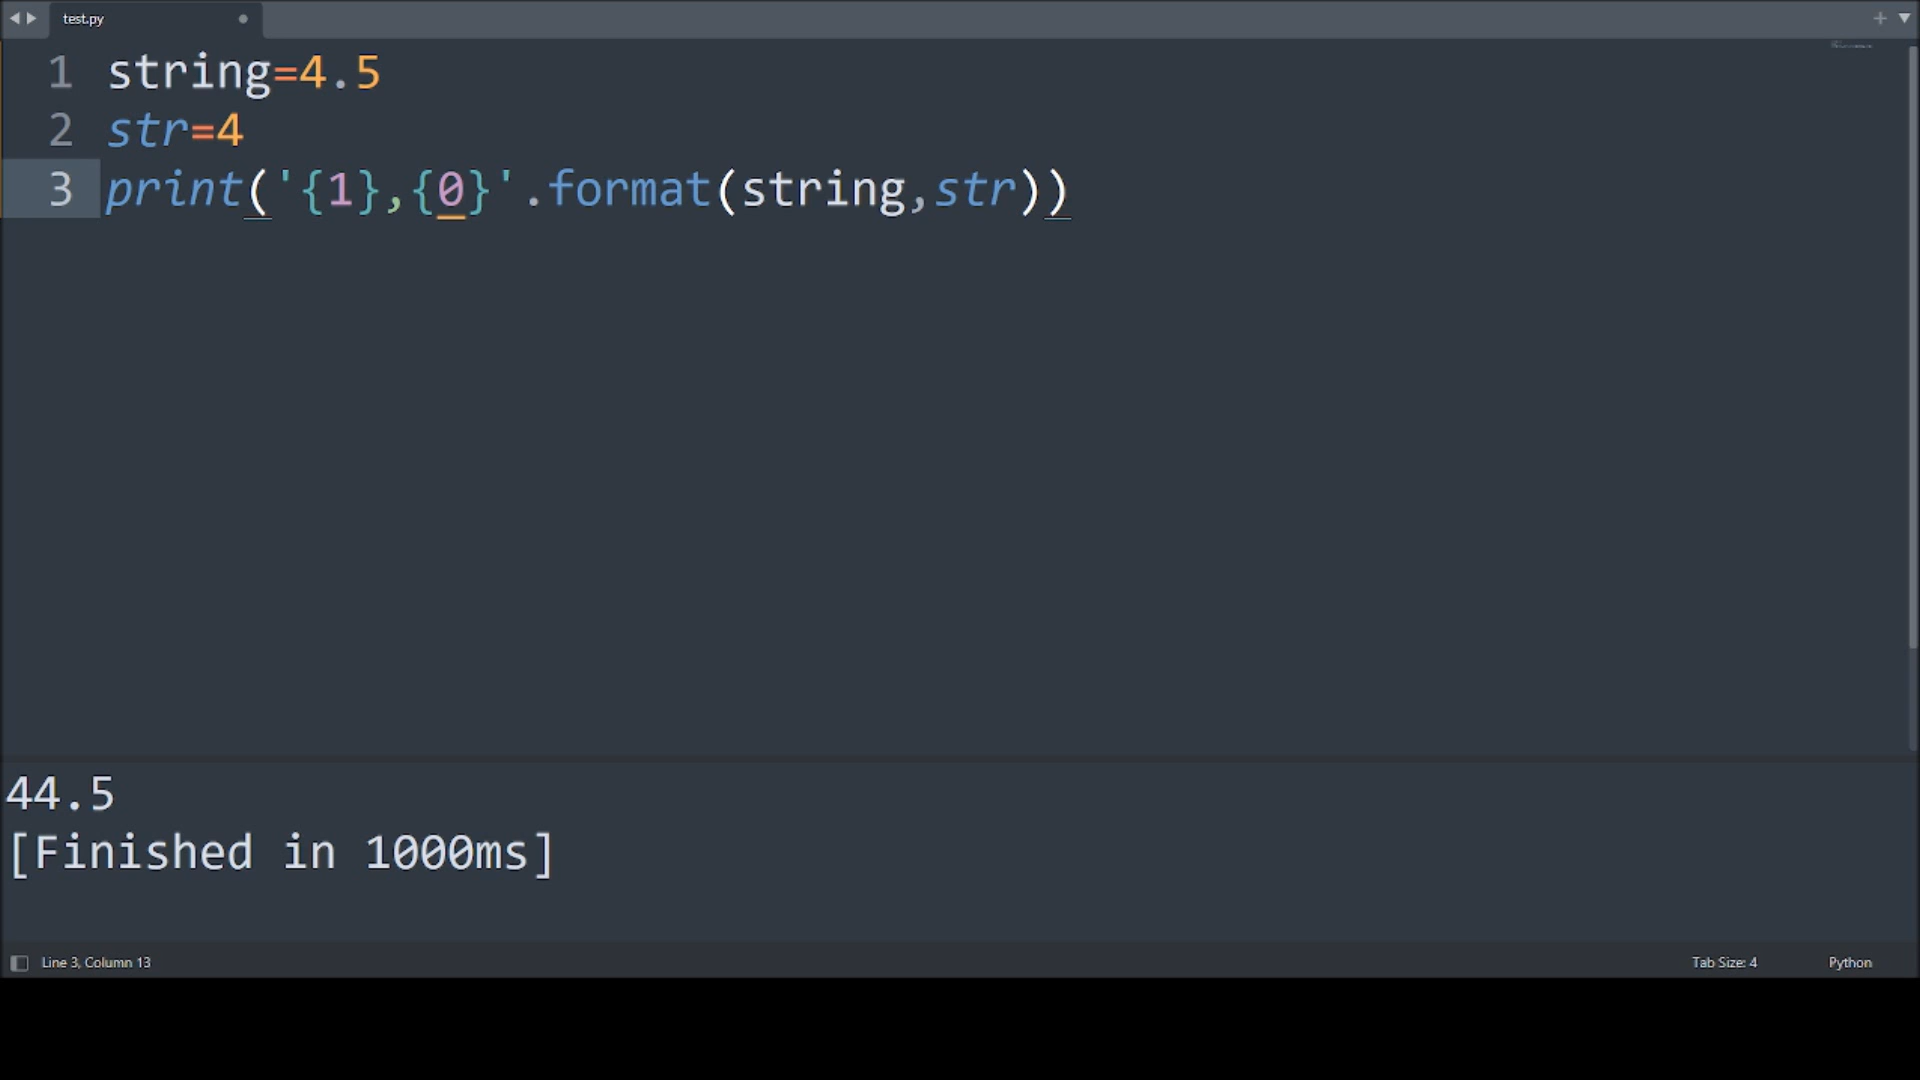 test.py
1 string=4.5
2 str=4
3 print('{1},{0}'.format(string,str))
44.5
[Finished in 1000ms]
Line 3, Column 13
Tab Size: 4
Python